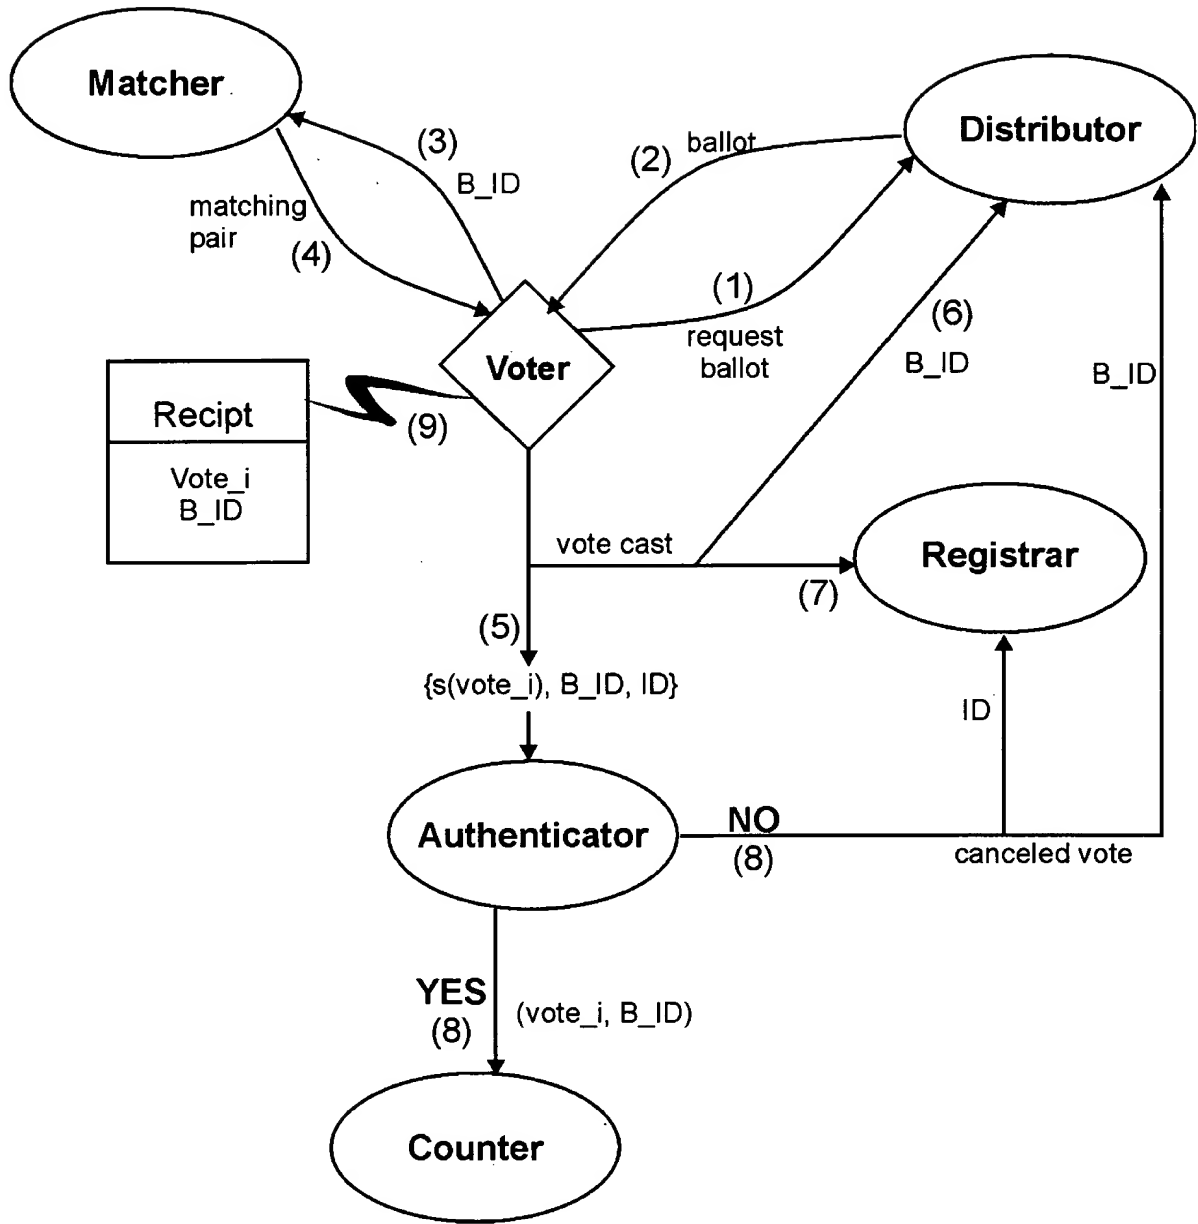 Matcher
Distributor
(3)
B_ID
(2)
ballot
matching
pair
(4)
(1)
request
ballot
(6)
B_ID
B_ID
Voter
(9)
Recipt
Vote_i
B_ID
vote cast
Registrar
(7)
(5)
{s(vote_i), B_ID, ID}
ID
Authenticator
NO
(8)
canceled vote
YES
(8)
(vote_i, B_ID)
Counter